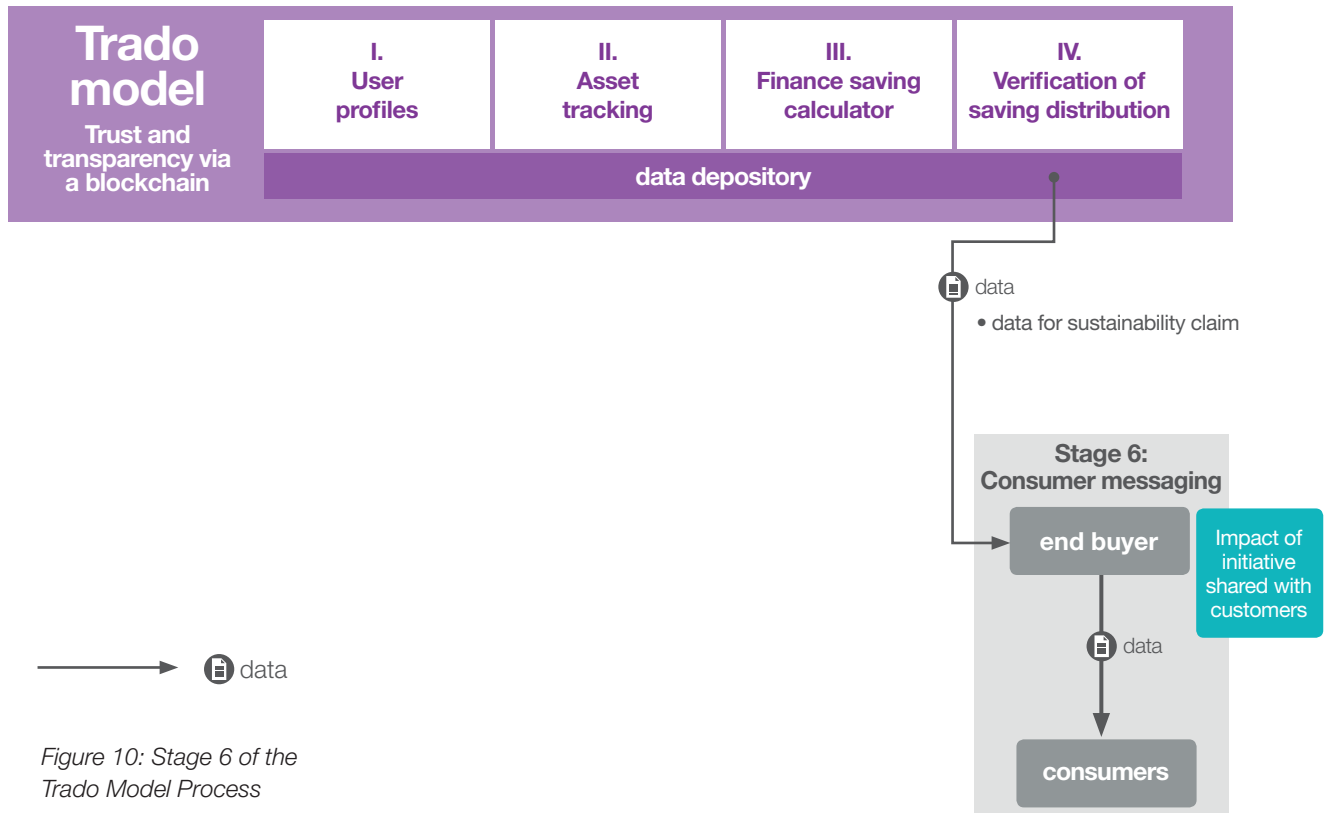 Trado
model
Trust and
transparency via
a blockchain
I.
User
profiles
II.
Asset
tracking
III.
Finance saving
calculator
IV.
Verification of
saving distribution
data depository
data
• data for sustainability claim
Stage 6:
Consumer messaging
end buyer
Impact of
initiative
shared with
customers
data
consumers
data
Figure 10: Stage 6 of the
Trado Model Process